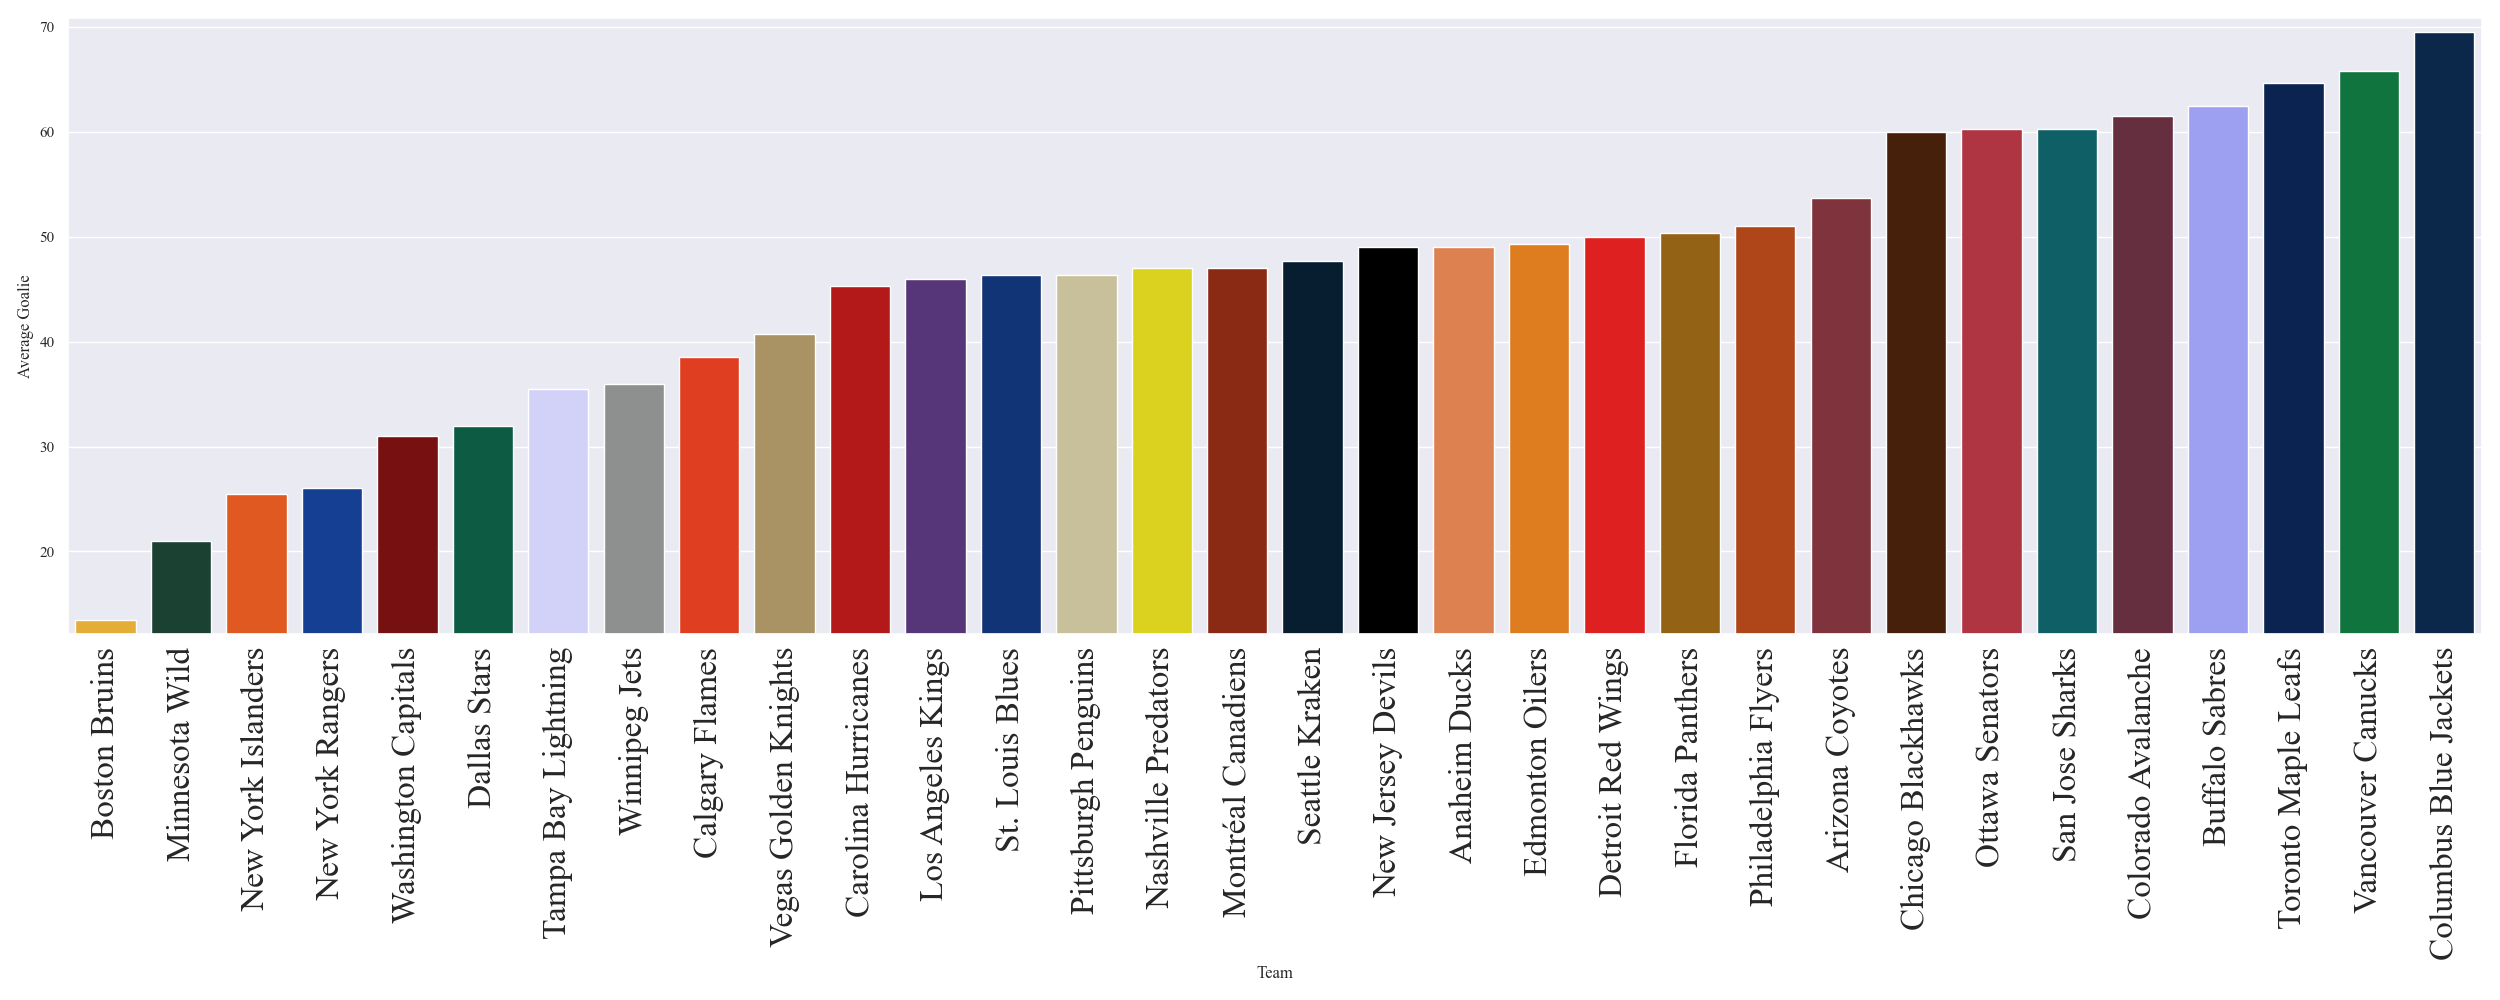 70
60
50
40
30
20
Average Goalie
Boston Bruins
Minnesota Wild
New York Islanders
New York Rangers
Washington Capitals
Dallas Stars
Tampa Bay Lightning
Winnipeg Jets
Calgary Flames
Vegas Golden Knights
Carolina Hurricanes
Los Angeles Kings
St. Louis Blues
Pittsburgh Penguins
Nashville Predators
Montréal Canadiens
Seattle Kraken
New Jersey Devils
Anaheim Ducks
Edmonton Oilers
Detroit Red Wings
Florida Panthers
Philadelphia Flyers
Arizona Coyotes
Chicago Blackhawks
Ottawa Senators
San Jose Sharks
Colorado Avalanche
Buffalo Sabres
Toronto Maple Leafs
Vancouver Canucks
Columbus Blue Jackets
Team